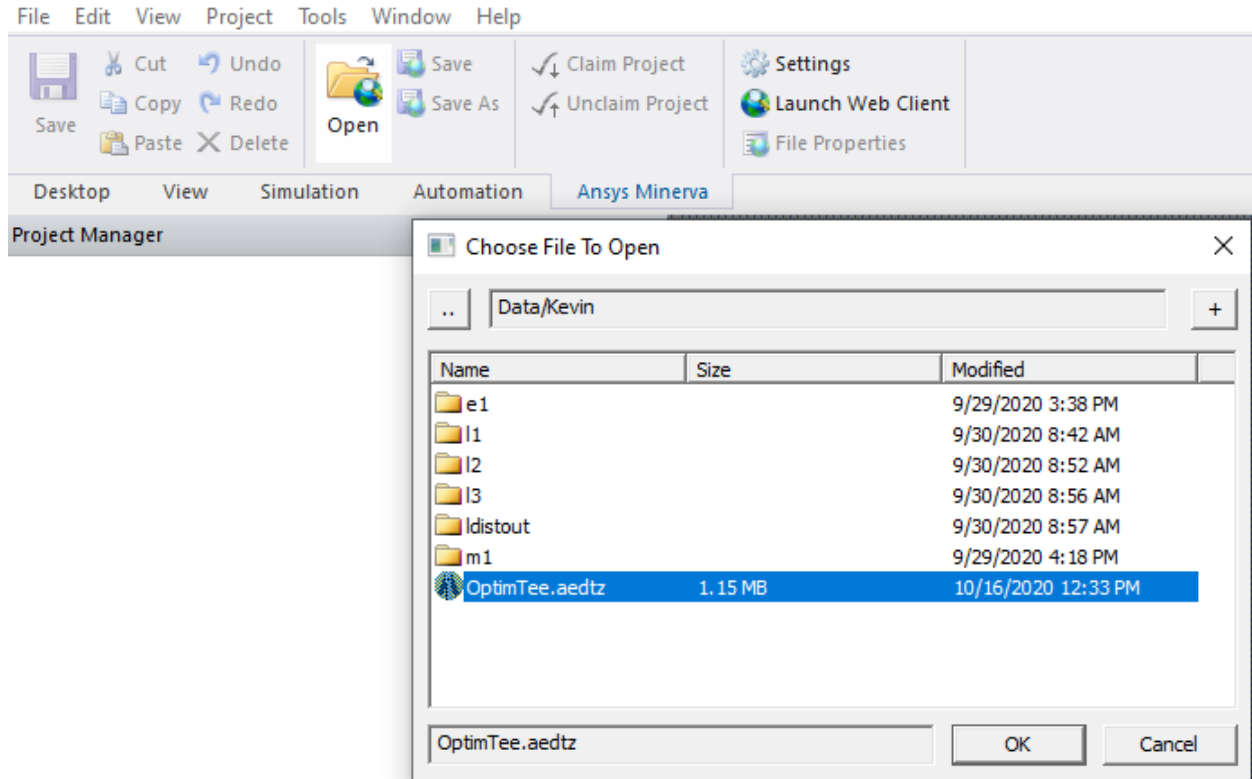 File Edit View Project Tools Window Help
Save
Cut
Copy
Paste
Undo
Redo
Delete
Open
Save
Save As
Claim Project
Unclaim Project
Settings
Launch Web Client
File Properties
Desktop View Simulation Automation Ansys Minerva
Project Manager
Choose File To Open
.. Data/Kevin +
Name Size Modified
e1 9/29/2020 3:38 PM
l1 9/30/2020 8:42 AM
l2 9/30/2020 8:52 AM
l3 9/30/2020 8:56 AM
ldistout 9/30/2020 8:57 AM
m1 9/29/2020 4:18 PM
OptimTee.aedtz 1.15 MB 10/16/2020 12:33 PM
OptimTee.aedtz OK Cancel